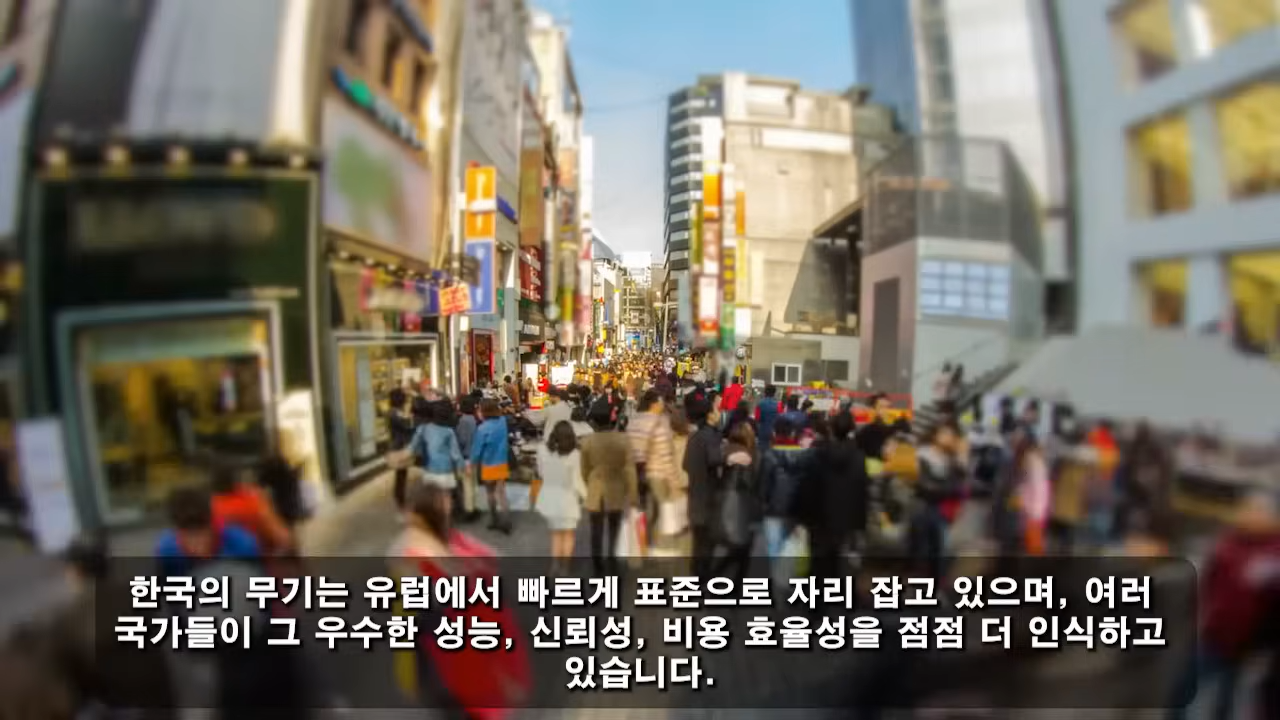 한국의 무기는 유럽에서 빠르게 표준으로 자리 잡고 있으며, 여러
국가들이 그 우수한 성능, 신뢰성, 비용 효율성을 점점 더 인식하고
있습니다.